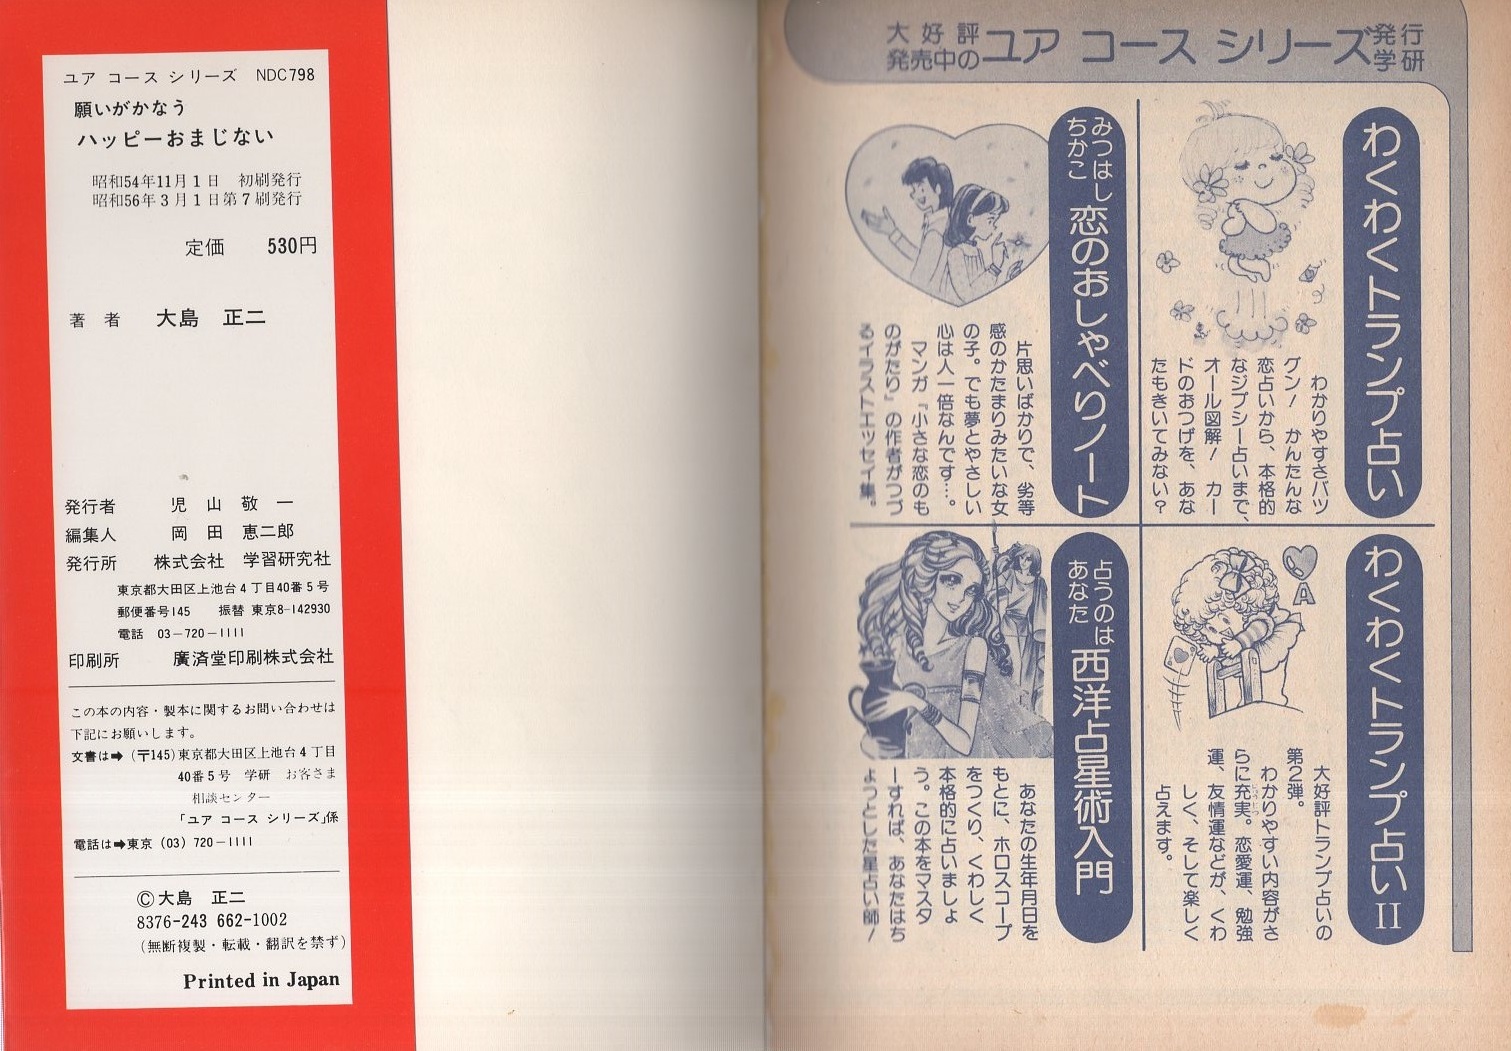 ユア コース シリーズ NDC798
願いがかなう
ハッピーおまじない
昭和54年11月1日 初刷発行
昭和56年3月1日第7刷発行
定価 530円
著者 大島 正二
発行者 児山敬一
編集人 岡田恵二郎
発行所 株式会社 学習研究社
東京都大田区上池台4丁目40番5号
郵便番号145 振替 東京8-142930
電話 03-720-1111
印刷所 廣済堂印刷株式会社
この本の内容・製本に関するお問い合わせは
下記にお願いします。
文書は➡(〒145)東京都大田区上池台4丁目
40番5号 学研 お客さま
相談センター
「ユア コース シリーズ」係
電話は➡東京(03)720-1111
©大島 正二
8376-243 662-1002
(無断複製・転載・翻訳を禁ず)
Printed in Japan
大好評
発売中の
ユア コース シリーズ
発行
学研
わくわくトランプ占い
わかりやすさバツ
グン! かんたんな
恋占いから、本格的
なジプシー占いまで、
オール図解! カー
ドのおつげを、あな
たもきいてみない?
みつはし
ちかこ
恋のおしゃべりノート
片思いばかりで、劣等
感のかたまりみたいな女
の子。でも夢とやさしい
心は人一倍なんです…。
マンガ『小さな恋のも
のがたり』の作者がつづ
るイラストエッセイ集。
わくわくトランプ占いII
A
大好評トランプ占いの
第2弾。
わかりやすい内容がさ
らに充実。恋愛運、勉強
運、友情運などが、くわ
しく、そして楽しく
占えます。
占うのは
あなた
西洋占星術入門
あなたの生年月日を
もとに、ホロスコープ
をつくり、くわしく
本格的に占いましょ
う。この本をマスタ
ーすれば、あなたはち
ょっとした星占い師!